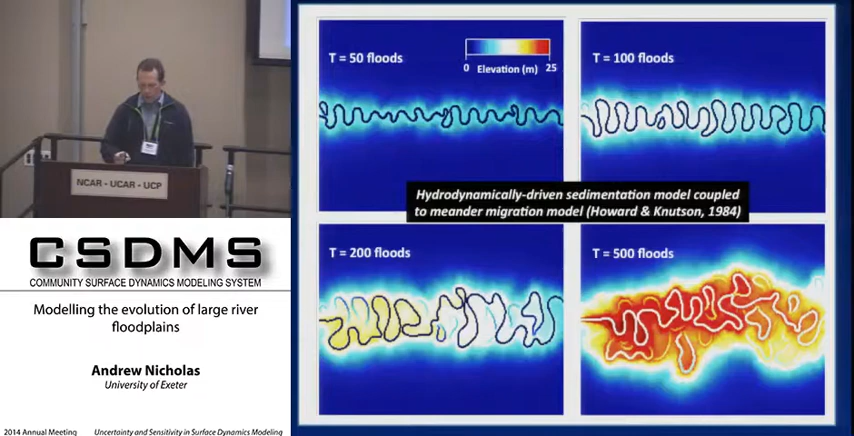 NCAR - UCAR - UCP
CSDMS
COMMUNITY SURFACE DYNAMICS MODELING SYSTEM
Modelling the evolution of large river
floodplains
Andrew Nicholas
University of Exeter
2014 Annual Meeting Uncertainty and Sensitivity in Surface Dynamics Modeling
T = 50 floods
0 Elevation (m) 25
T = 100 floods
Hydrodynamically-driven sedimentation model coupled
to meander migration model (Howard & Knutson, 1984)
T = 200 floods
T = 500 floods